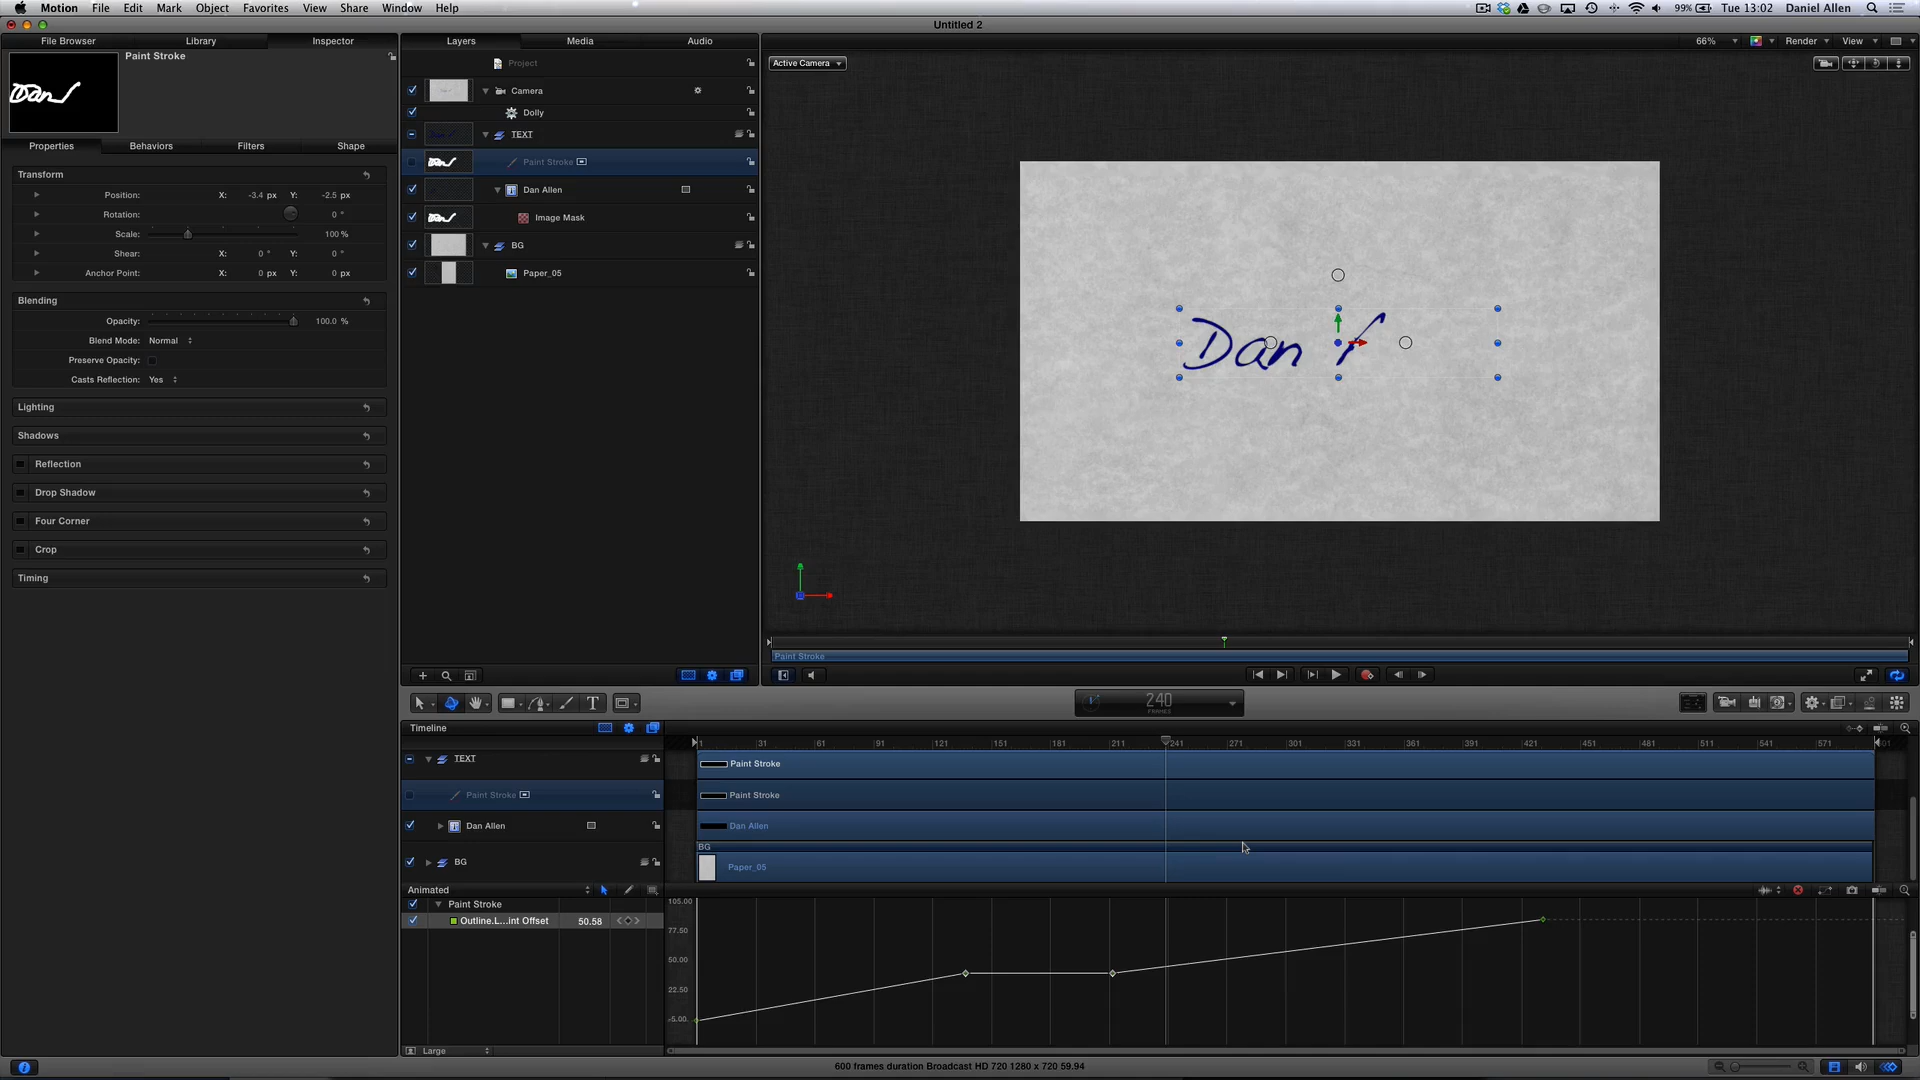 Motion File Edit Mark Object Favorites View Share Window Help 99% Tue 13:02 Daniel Allen
Untitled 2
File Browser Library Inspector Layers Media Audio 66% Render View
Paint Stroke
Project
Active Camera
Camera
Dolly
TEXT
Properties Behaviors Filters Shape
Paint Stroke
Transform
Dan Allen
Position: X: -3.4 px Y: -2.5 px
Rotation: 0 °
Image Mask
Scale: 100 %
BG
Shear: X: 0 ° Y: 0 °
Anchor Point: X: 0 px Y: 0 px
Paper_05
Blending
Opacity: 100.0 %
Blend Mode: Normal
Preserve Opacity:
Casts Reflection: Yes
Dan
Lighting
Shadows
Reflection
Drop Shadow
Four Corner
Crop
Timing
Paint Stroke
240
FRAMES
Timeline
1 31 61 91 121 151 181 211 241 271 301 331 361 391 421 451 481 511 541 571
TEXT Paint Stroke
Paint Stroke Paint Stroke
Dan Allen Dan Allen
BG
BG Paper_05
Animated
Paint Stroke 105.00
Outline.L...int Offset 50.58
77.50
50.00
22.50
-5.00
Large
600 frames duration Broadcast HD 720 1280 x 720 59.94